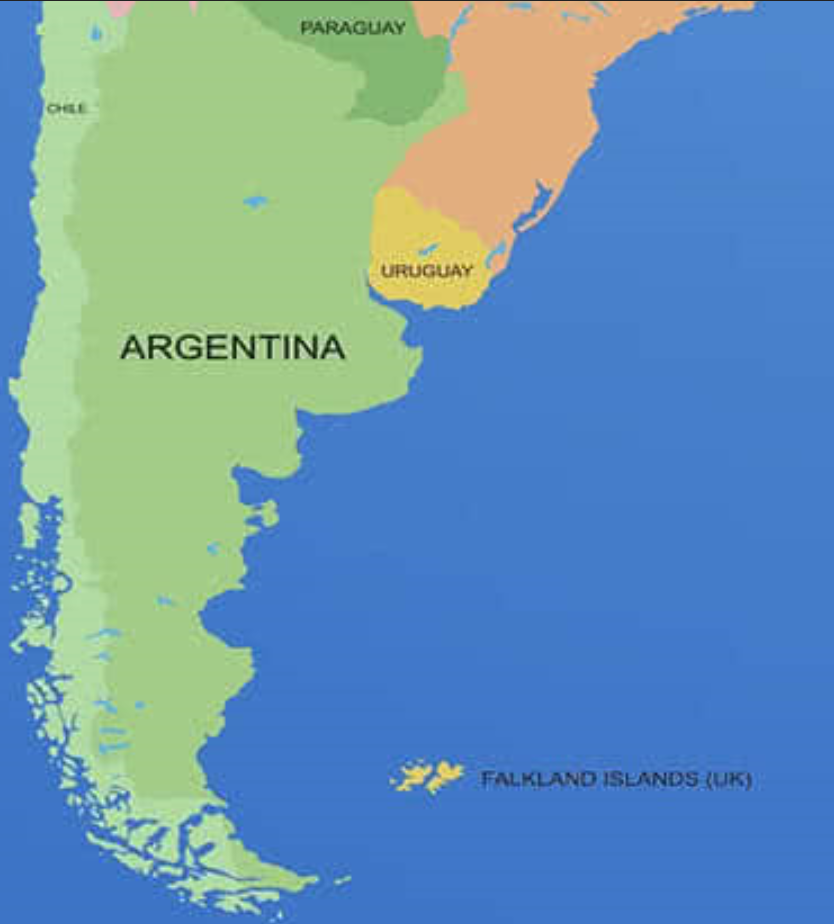 PARAGUAY
CHILE
URUGUAY
ARGENTINA
FALKLAND ISLANDS (UK)